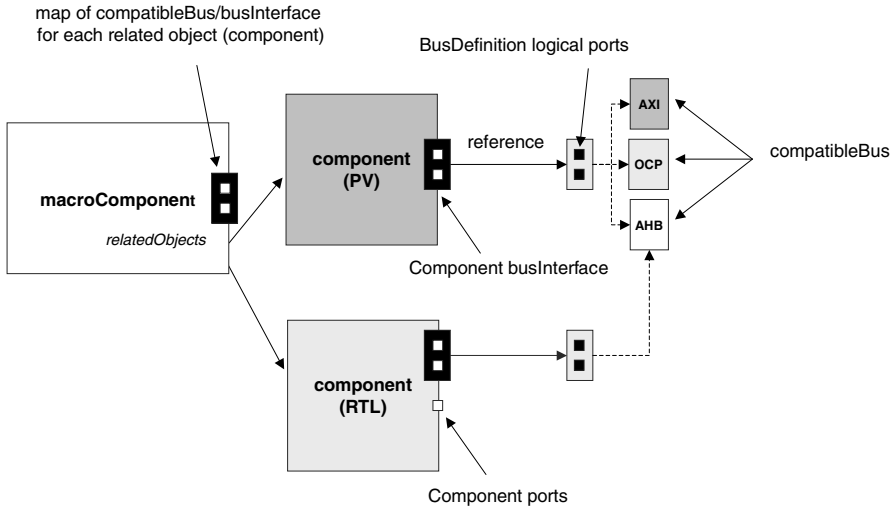 map of compatibleBus/busInterface
for each related object (component)
BusDefinition logical ports
AXI
component
(PV)
reference
OCP
compatibleBus
macroComponent
AHB
relatedObjects
Component busInterface
component
(RTL)
Component ports